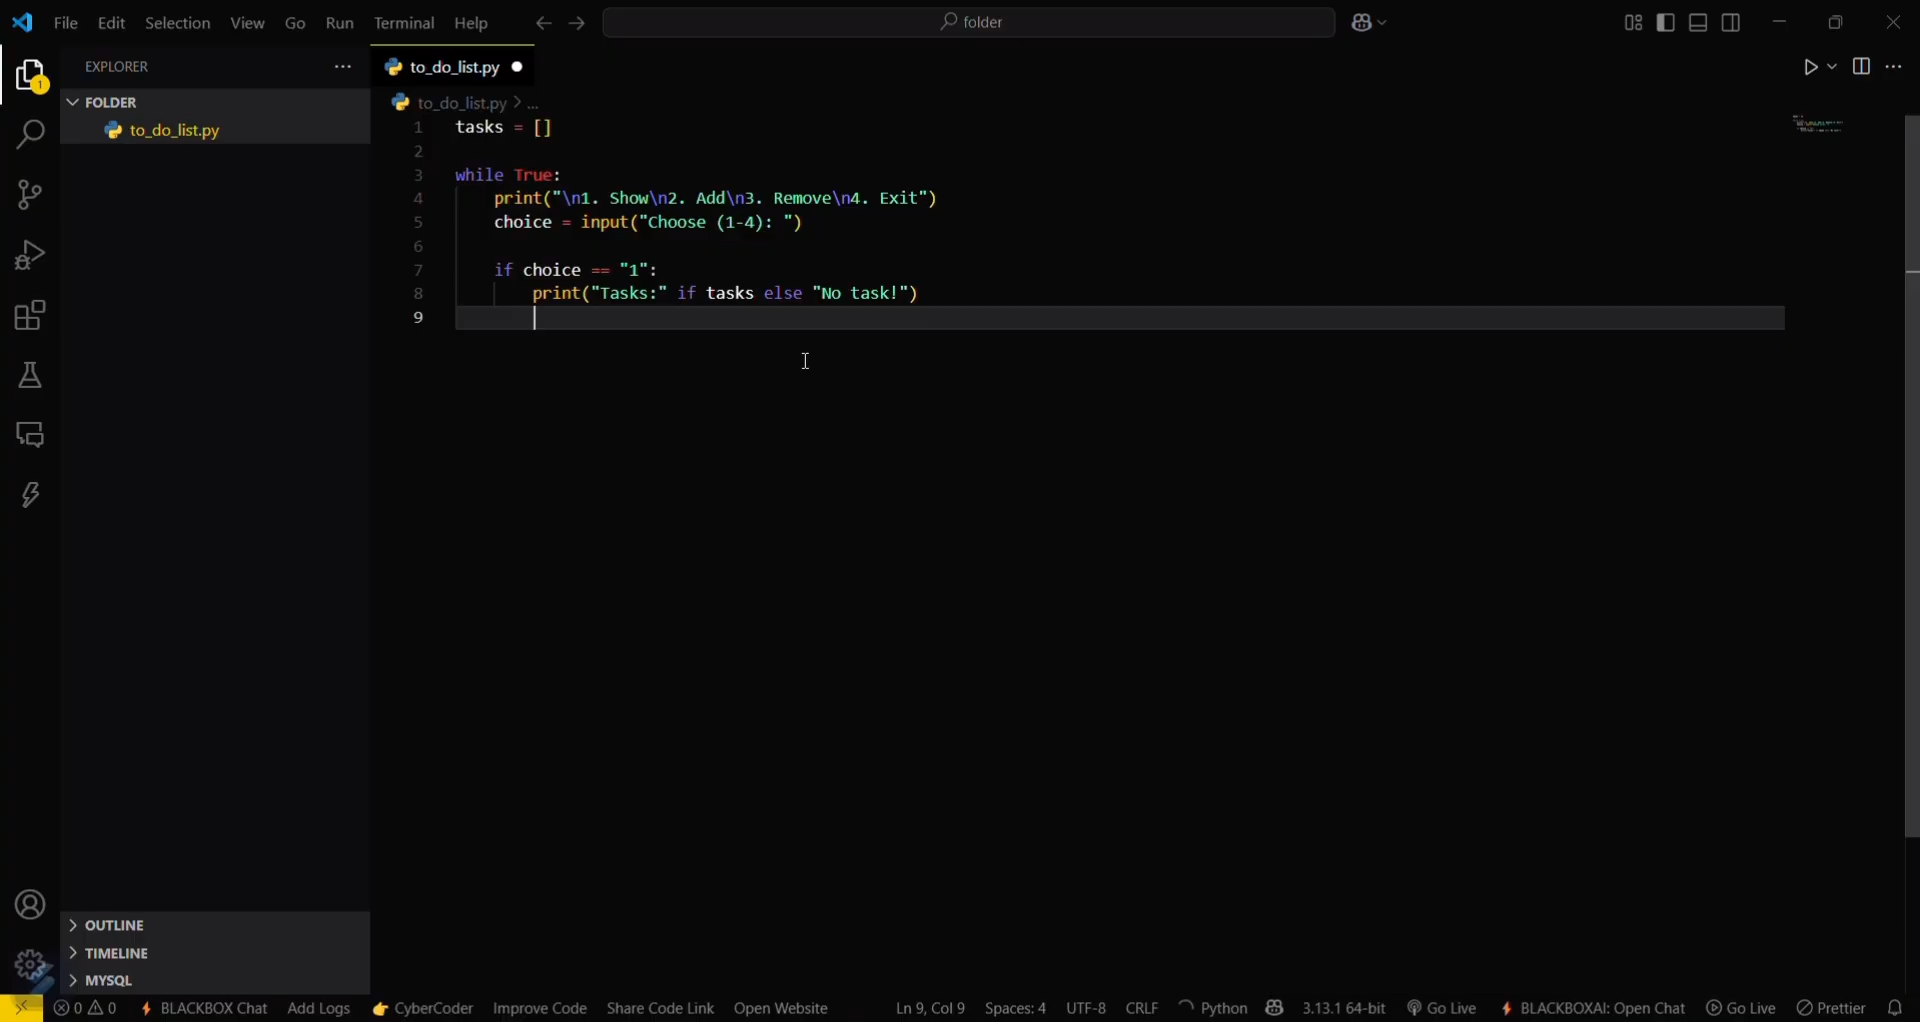 File Edit Selection View Go Run Terminal Help folder
EXPLORER
FOLDER
to_do_list.py
1
to_do_list.py
to_do_list.py > ...
1 tasks = []
2
3 while True:
4 print("\n1. Show\n2. Add\n3. Remove\n4. Exit")
5 choice = input("Choose (1-4): ")
6
7 if choice == "1":
8 print("Tasks:" if tasks else "No task!")
9
OUTLINE
TIMELINE
MYSQL
0 0 BLACKBOX Chat Add Logs 👉 CyberCoder Improve Code Share Code Link Open Website Ln 9, Col 9 Spaces: 4 UTF-8 CRLF Python 3.13.1 64-bit Go Live BLACKBOXAI: Open Chat Go Live Prettier